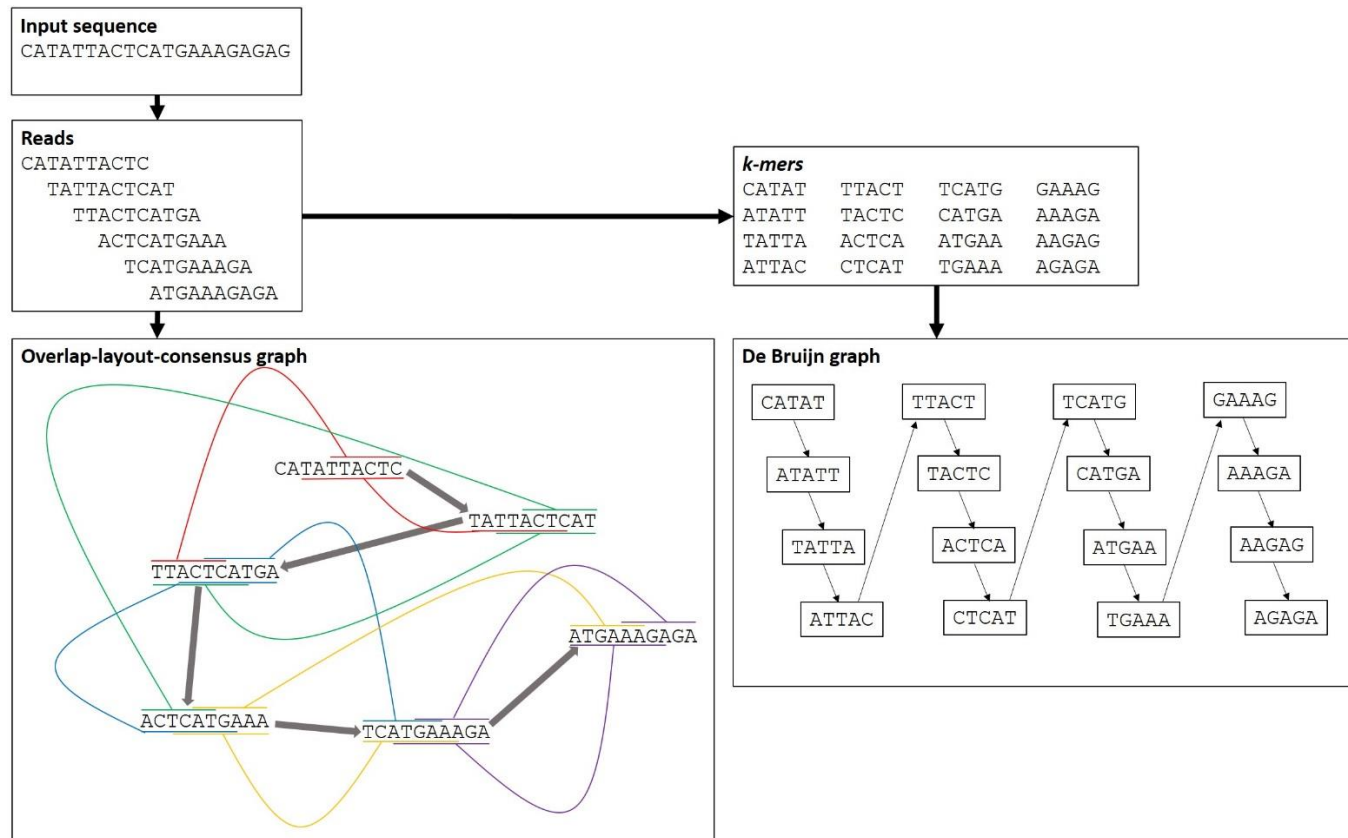 Input sequence
CATATTACTCATGAAAGAGAG
Reads
CATATTACTC
TATTACTCAT
TTACTCATGA
ACTCATGAAA
TCATGAAAGA
ATGAAAGAGA
k-mers
CATAT TTACT TCATG GAAAG
ATATT TACTC CATGA AAAGA
TATTA ACTCA ATGAA AAGAG
ATTAC CTCAT TGAAA AGAGA
Overlap-layout-consensus graph
CATATTACTC
TATTACTCAT
TTACTCATGA
ATGAAAGAGA
ACTCATGAAA
TCATGAAAGA
De Bruijn graph
CATAT TTACT TCATG GAAAG
ATATT TACTC CATGA AAAGA
TATTA ACTCA ATGAA AAGAG
ATTAC CTCAT TGAAA AGAGA